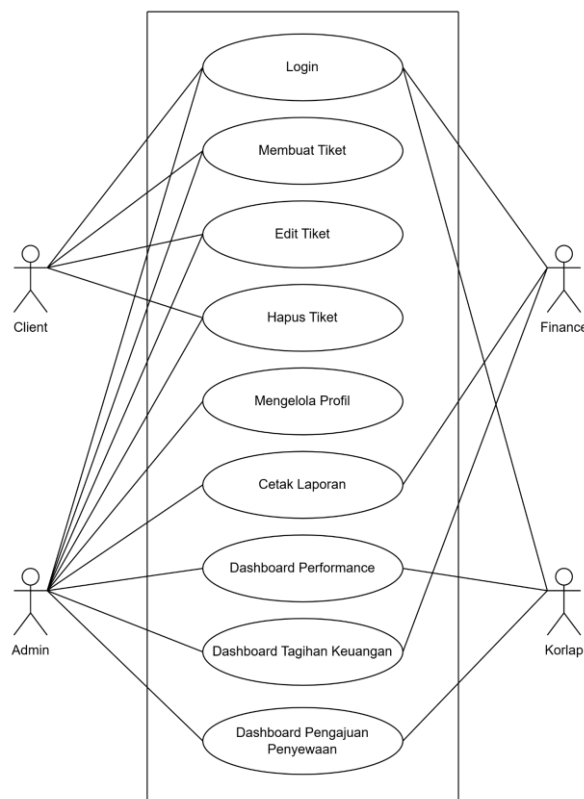 Login
Membuat Tiket
Edit Tiket
Client
Finance
Hapus Tiket
Mengelola Profil
Cetak Laporan
Dashboard Performance
Admin
Dashboard Tagihan Keuangan
Korlap
Dashboard Pengajuan
Penyewaan